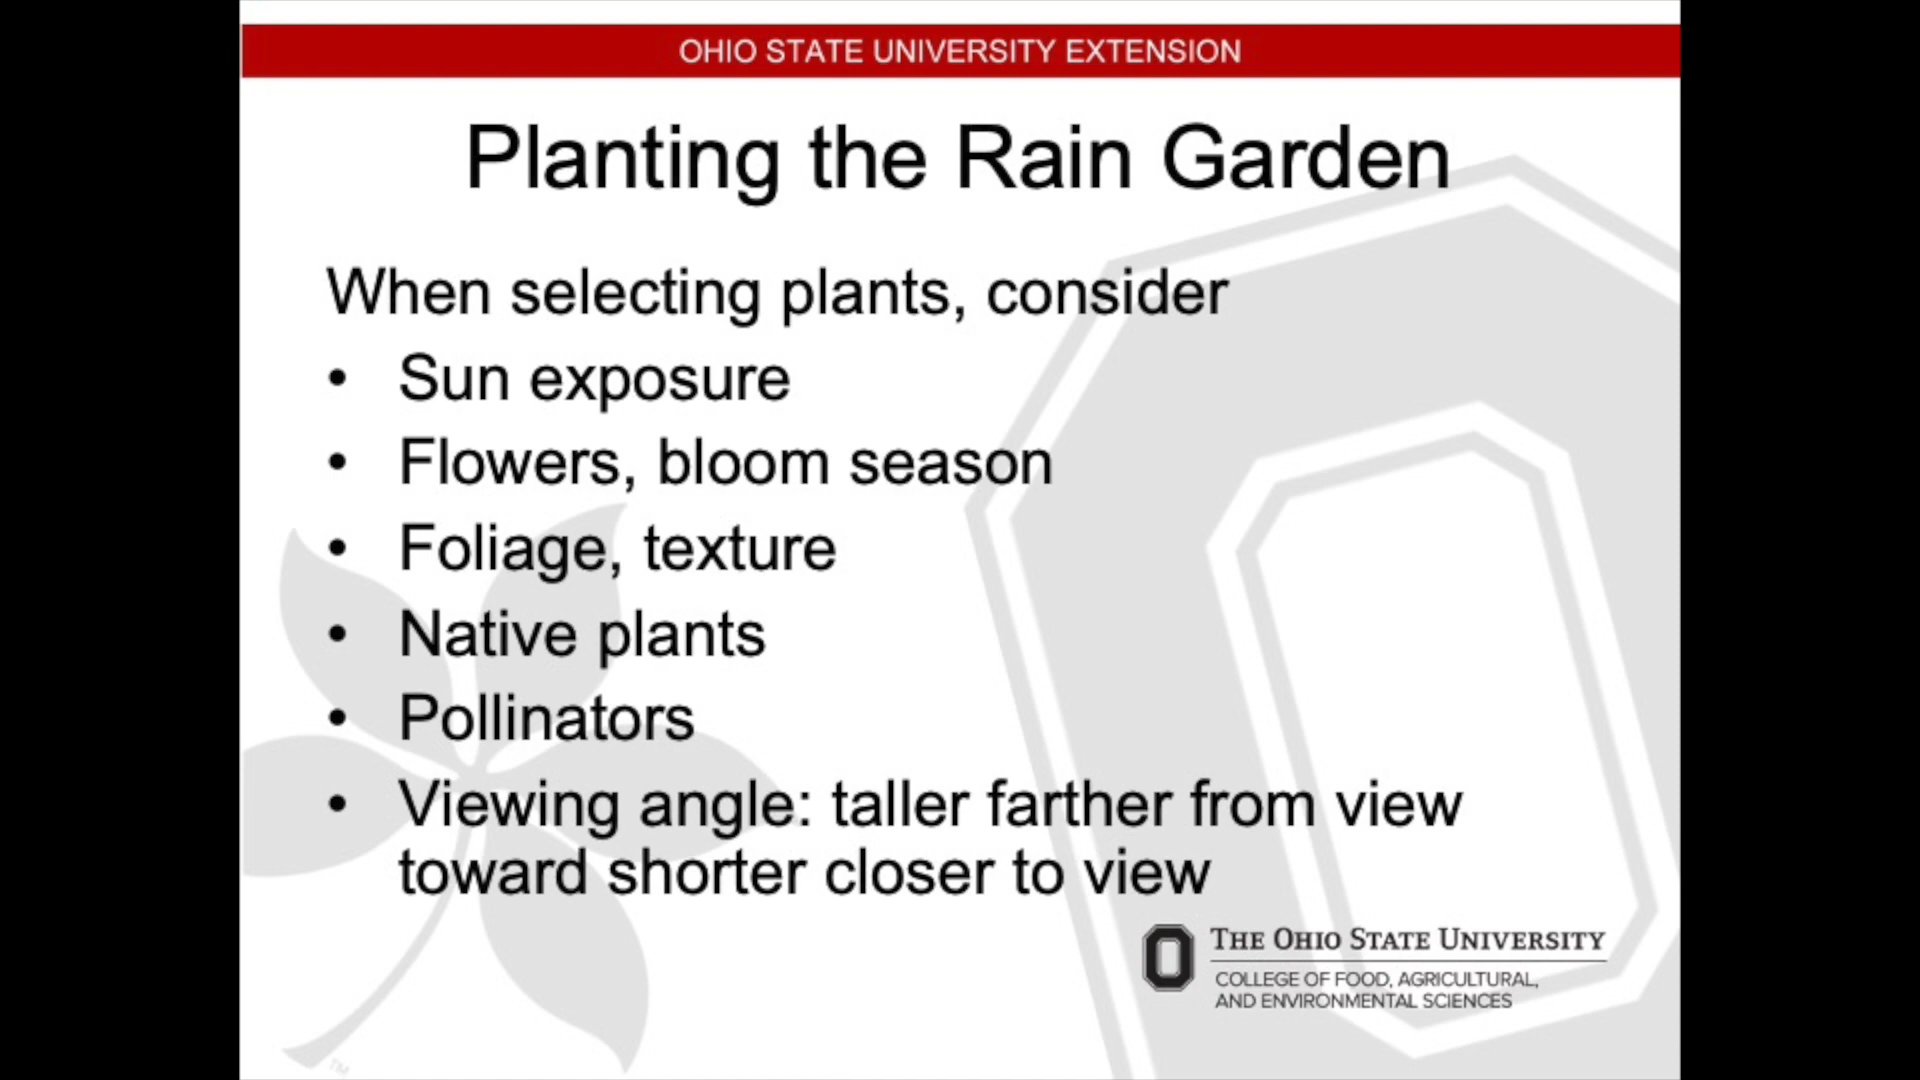 OHIO STATE UNIVERSITY EXTENSION
Planting the Rain Garden
When selecting plants, consider
• Sun exposure
• Flowers, bloom season
• Foliage, texture
• Native plants
• Pollinators
• Viewing angle: taller farther from view
toward shorter closer to view
THE OHIO STATE UNIVERSITY
COLLEGE OF FOOD, AGRICULTURAL,
AND ENVIRONMENTAL SCIENCES
TM